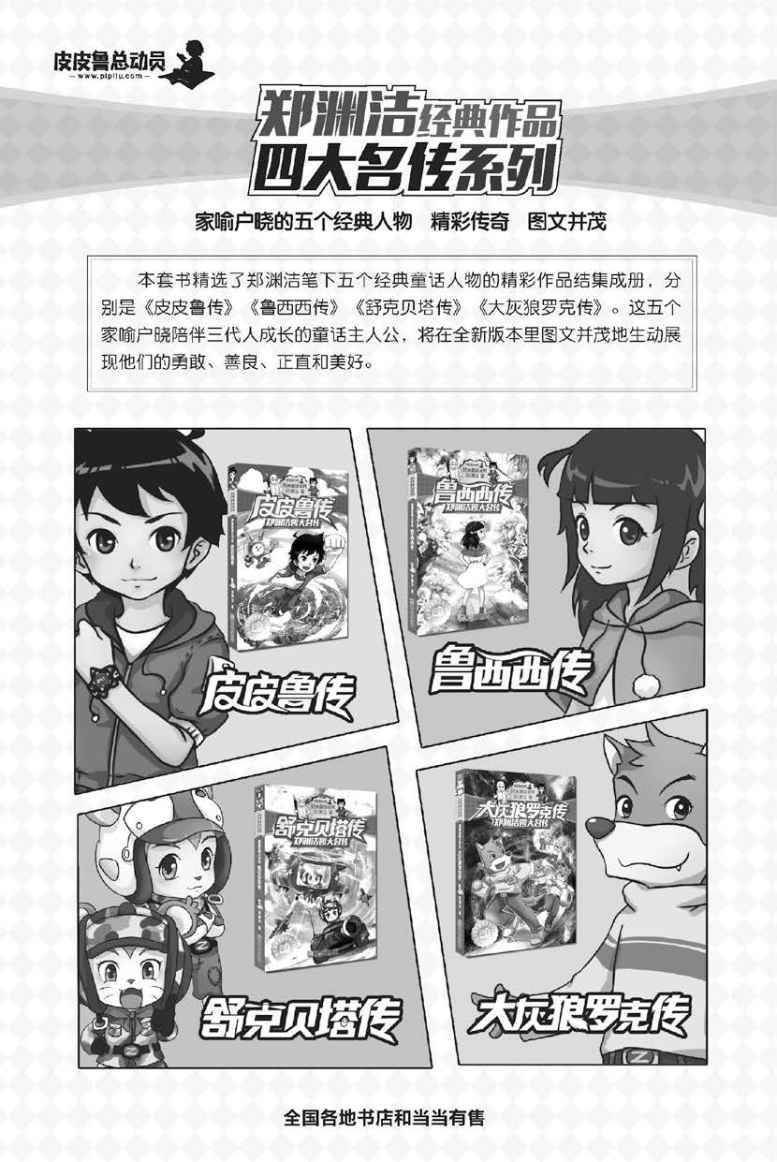 皮皮鲁总动员
www.pipilu.com
郑渊洁经典作品
四大名传系列
家喻户晓的五个经典人物 精彩传奇 图文并茂
本套书精选了郑渊洁笔下五个经典童话人物的精彩作品结集成册，分
别是《皮皮鲁传》《鲁西西传》《舒克贝塔传》《大灰狼罗克传》。这五个
家喻户晓陪伴三代人成长的童话主人公，将在全新版本里图文并茂地生动展
现他们的勇敢、善良、正直和美好。
皮皮鲁传
郑渊洁四大名传
皮皮鲁传
鲁西西传
郑渊洁四大名传
鲁西西传
舒克贝塔传
郑渊洁四大名传
舒克贝塔传
大灰狼罗克传
郑渊洁四大名传
大灰狼罗克传
全国各地书店和当当有售